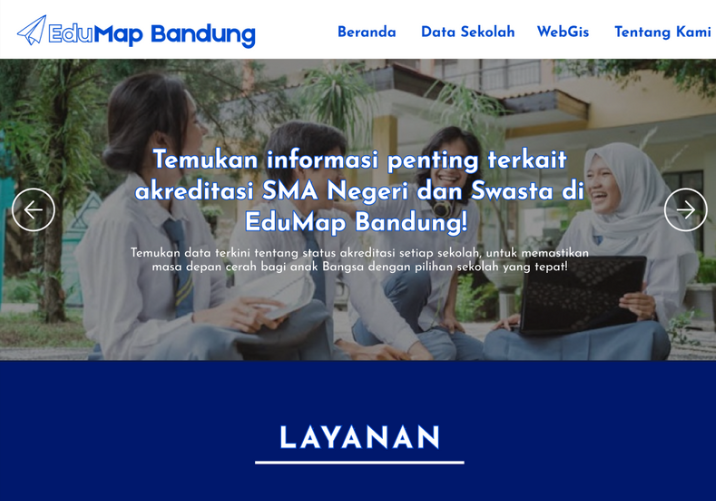 EduMap Bandung
Beranda Data Sekolah WebGis Tentang Kami
Temukan informasi penting terkait
akreditasi SMA Negeri dan Swasta di
EduMap Bandung!
Temukan data terkini tentang status akreditasi setiap sekolah, untuk memastikan
masa depan cerah bagi anak Bangsa dengan pilihan sekolah yang tepat!
LAYANAN